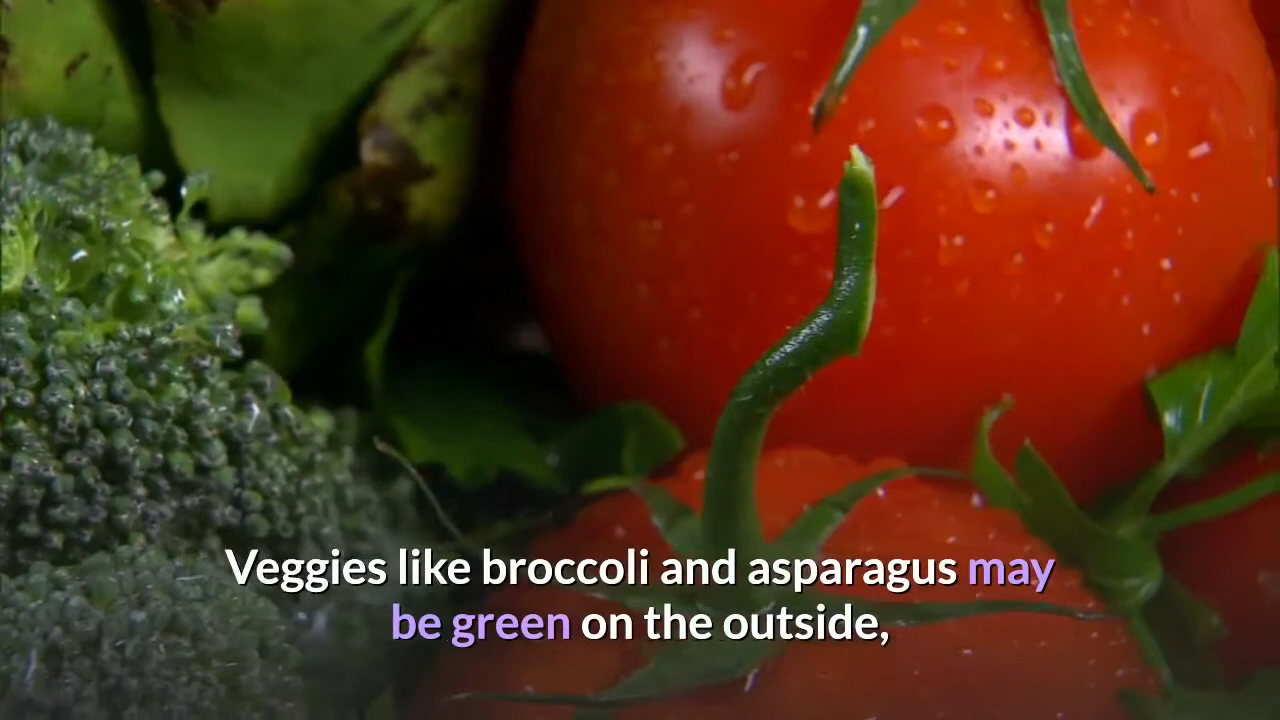 Veggies like broccoli and asparagus may
be green on the outside,